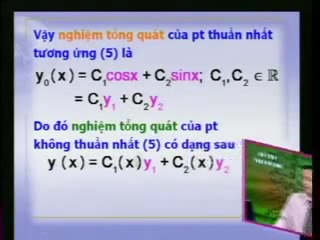 Vậy nghiệm tổng quát của pt thuần nhất
tương ứng (5) là
y₀(x) = C₁cosx + C₂sinx; C₁,C₂ ∈ ℝ
= C₁y₁ + C₂y₂
Do đó nghiệm tổng quát của pt
không thuần nhất (5) có dạng sau
y (x) = C₁(x)y₁ + C₂(x)y₂